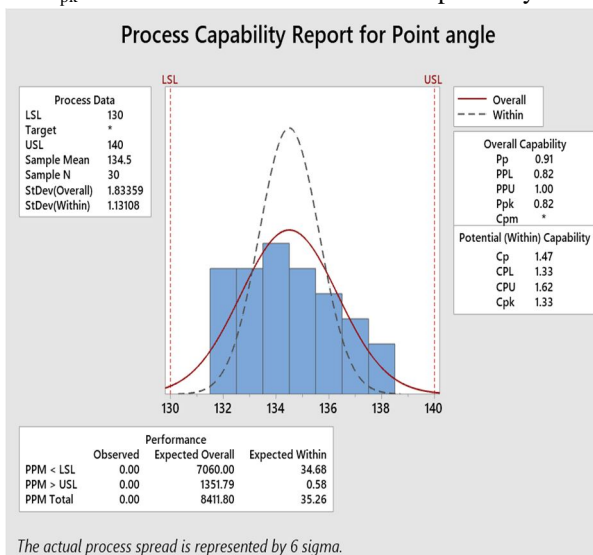 pk
Process Capability Report for Point angle
LSL
USL
Process Data
LSL 130
Target *
USL 140
Sample Mean 134.5
Sample N 30
StDev(Overall) 1.83359
StDev(Within) 1.13108
Overall
Within
Overall Capability
Pp 0.91
PPL 0.82
PPU 1.00
Ppk 0.82
Cpm *
Potential (Within) Capability
Cp 1.47
CPL 1.33
CPU 1.62
Cpk 1.33
130 132 134 136 138 140
Performance
Observed Expected Overall Expected Within
PPM < LSL 0.00 7060.00 34.68
PPM > USL 0.00 1351.79 0.58
PPM Total 0.00 8411.80 35.26
The actual process spread is represented by 6 sigma.